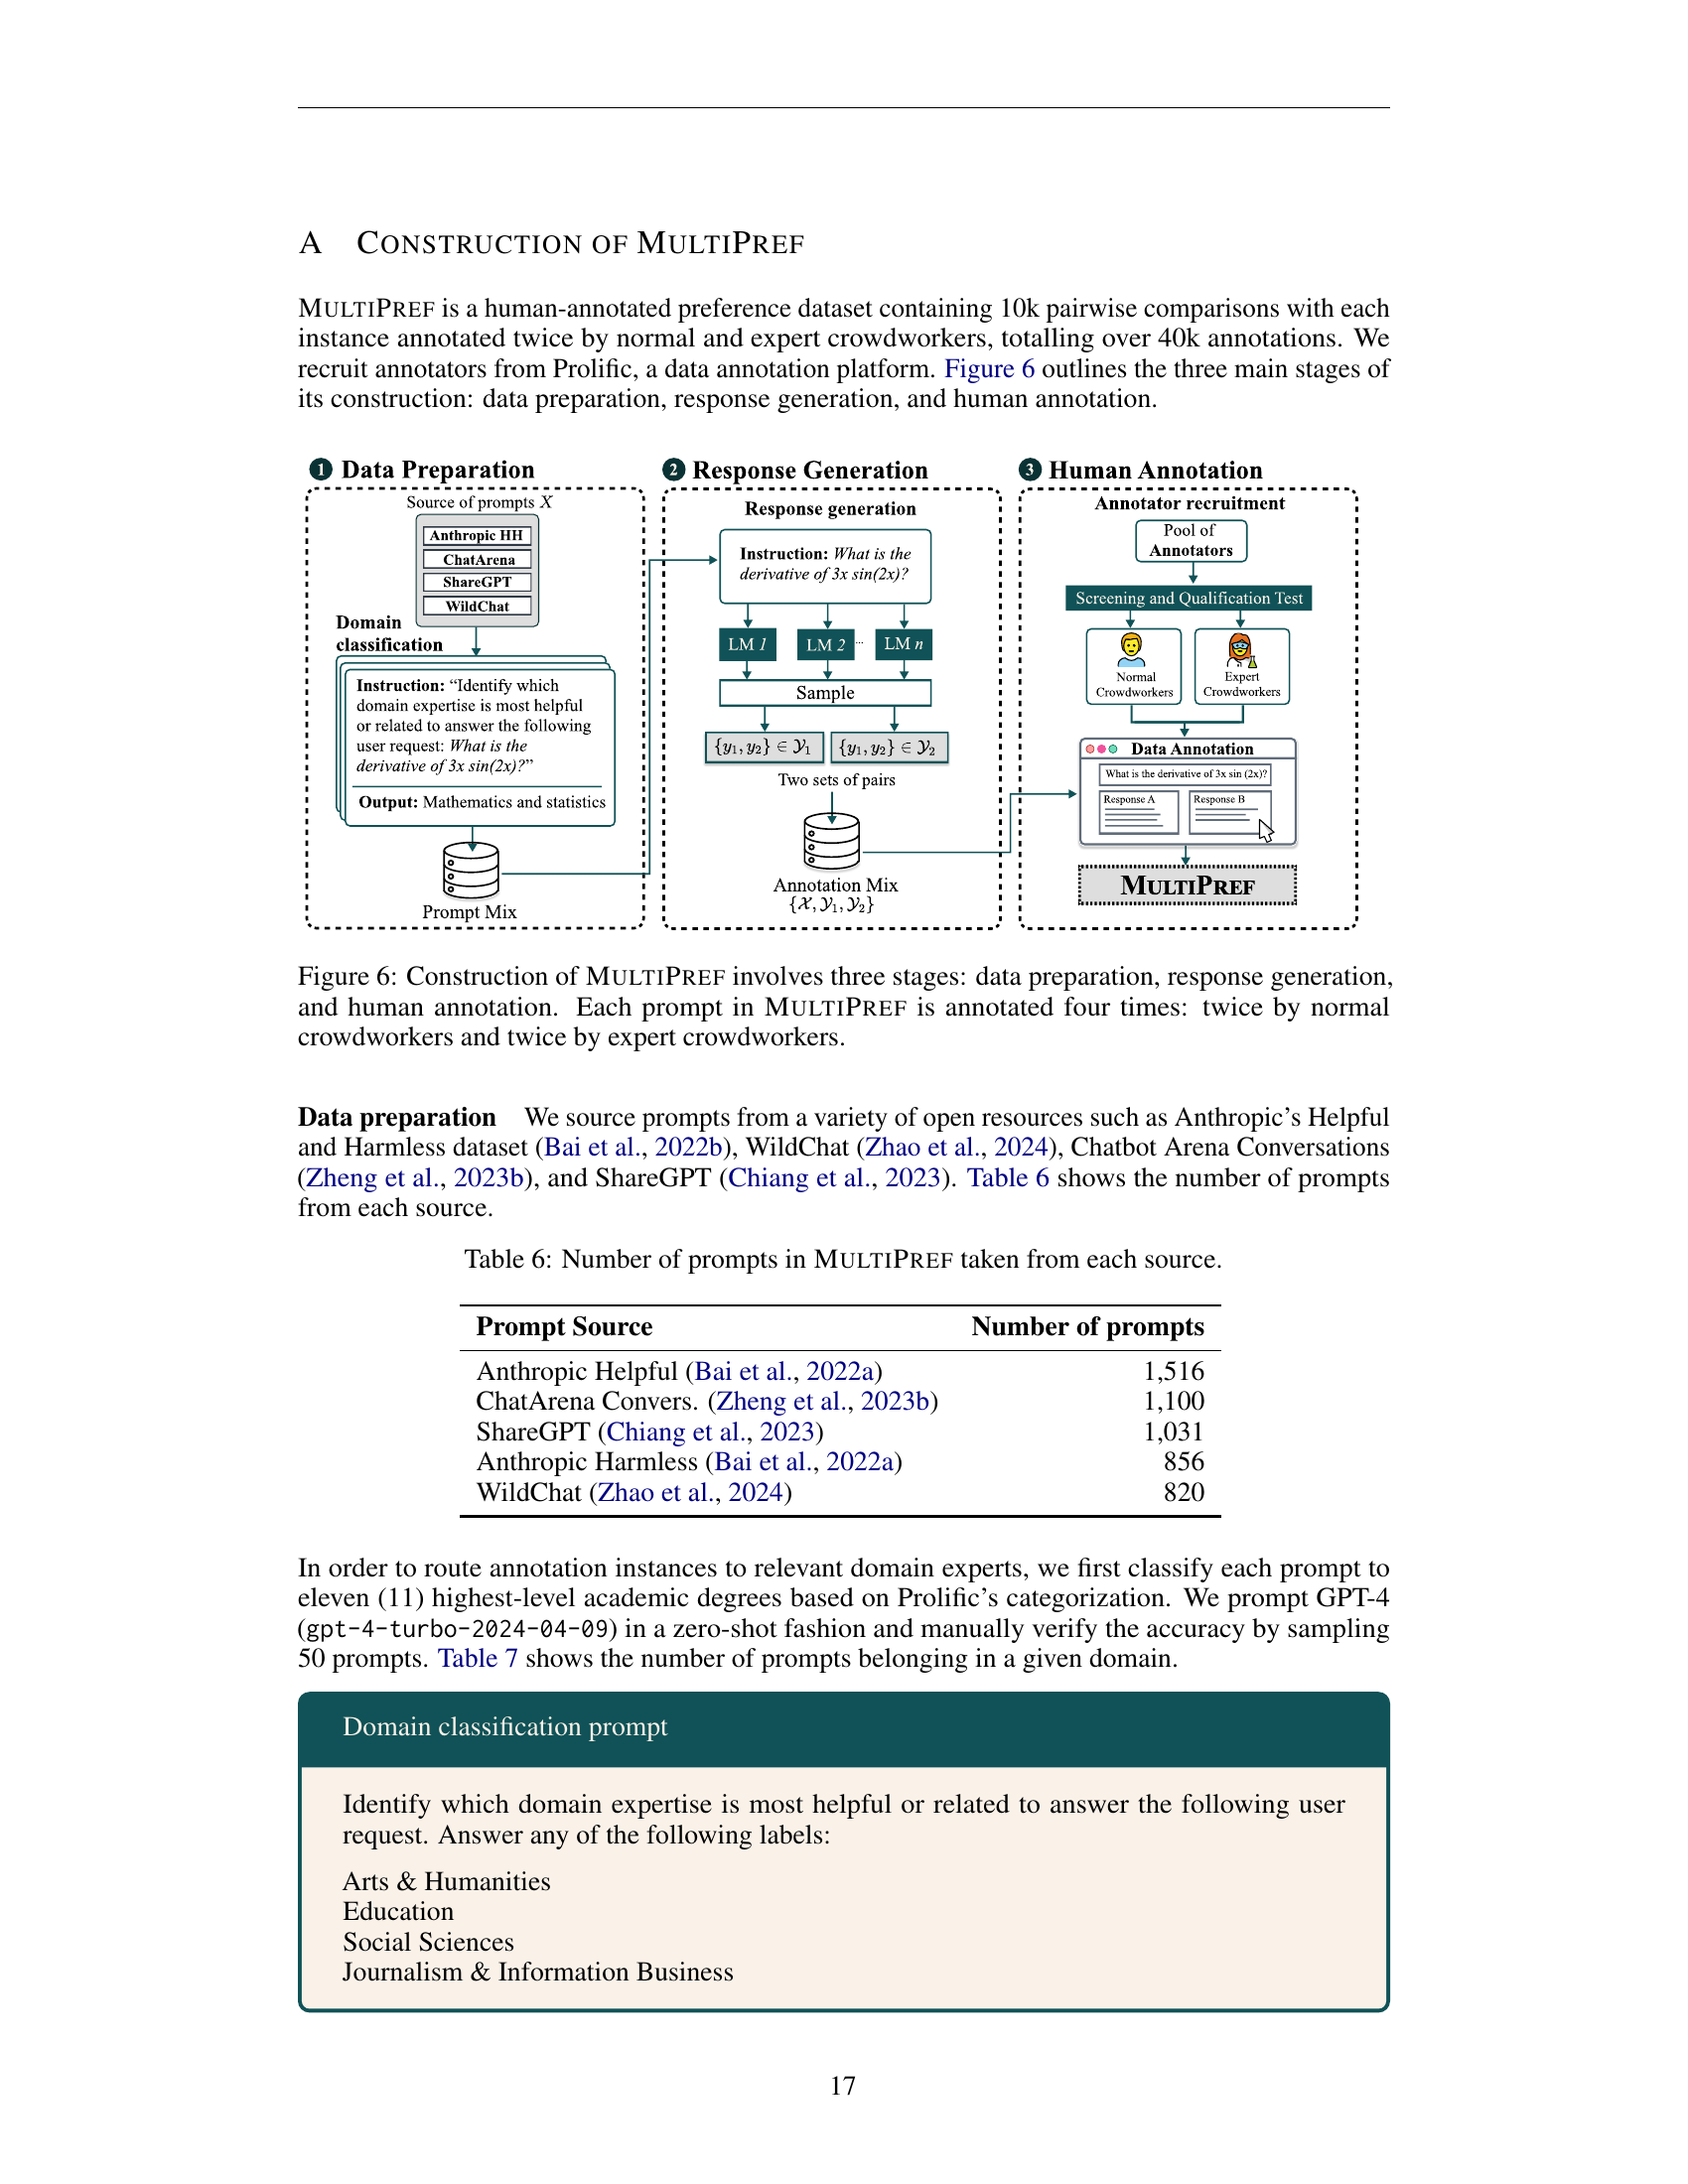 A CONSTRUCTION OF MULTIPREF
MULTIPREF is a human-annotated preference dataset containing 10k pairwise comparisons with each
instance annotated twice by normal and expert crowdworkers, totalling over 40k annotations. We
recruit annotators from Prolific, a data annotation platform. Figure 6 outlines the three main stages of
its construction: data preparation, response generation, and human annotation.
1 Data Preparation
Source of prompts X
Anthropic HH
ChatArena
ShareGPT
WildChat
Domain
classification
Instruction: “Identify which
domain expertise is most helpful
or related to answer the following
user request: What is the
derivative of 3x sin(2x)?”
Output: Mathematics and statistics
Prompt Mix
2 Response Generation
Response generation
Instruction: What is the
derivative of 3x sin(2x)?
LM 1 LM 2 ... LM n
Sample
{y₁, y₂} ∈ 𝒴₁ {y₁, y₂} ∈ 𝒴₂
Two sets of pairs
Annotation Mix
{𝒳, 𝒴₁, 𝒴₂}
3 Human Annotation
Annotator recruitment
Pool of
Annotators
Screening and Qualification Test
Normal
Crowdworkers
Expert
Crowdworkers
Data Annotation
What is the derivative of 3x sin (2x)?
Response A Response B
MULTIPREF
Figure 6: Construction of MULTIPREF involves three stages: data preparation, response generation,
and human annotation. Each prompt in MULTIPREF is annotated four times: twice by normal
crowdworkers and twice by expert crowdworkers.
Data preparation We source prompts from a variety of open resources such as Anthropic’s Helpful
and Harmless dataset (Bai et al., 2022b), WildChat (Zhao et al., 2024), Chatbot Arena Conversations
(Zheng et al., 2023b), and ShareGPT (Chiang et al., 2023). Table 6 shows the number of prompts
from each source.
Table 6: Number of prompts in MULTIPREF taken from each source.
Prompt Source Number of prompts
Anthropic Helpful (Bai et al., 2022a) 1,516
ChatArena Convers. (Zheng et al., 2023b) 1,100
ShareGPT (Chiang et al., 2023) 1,031
Anthropic Harmless (Bai et al., 2022a) 856
WildChat (Zhao et al., 2024) 820
In order to route annotation instances to relevant domain experts, we first classify each prompt to
eleven (11) highest-level academic degrees based on Prolific’s categorization. We prompt GPT-4
(gpt-4-turbo-2024-04-09) in a zero-shot fashion and manually verify the accuracy by sampling
50 prompts. Table 7 shows the number of prompts belonging in a given domain.
Domain classification prompt
Identify which domain expertise is most helpful or related to answer the following user
request. Answer any of the following labels:
Arts & Humanities
Education
Social Sciences
Journalism & Information Business
17